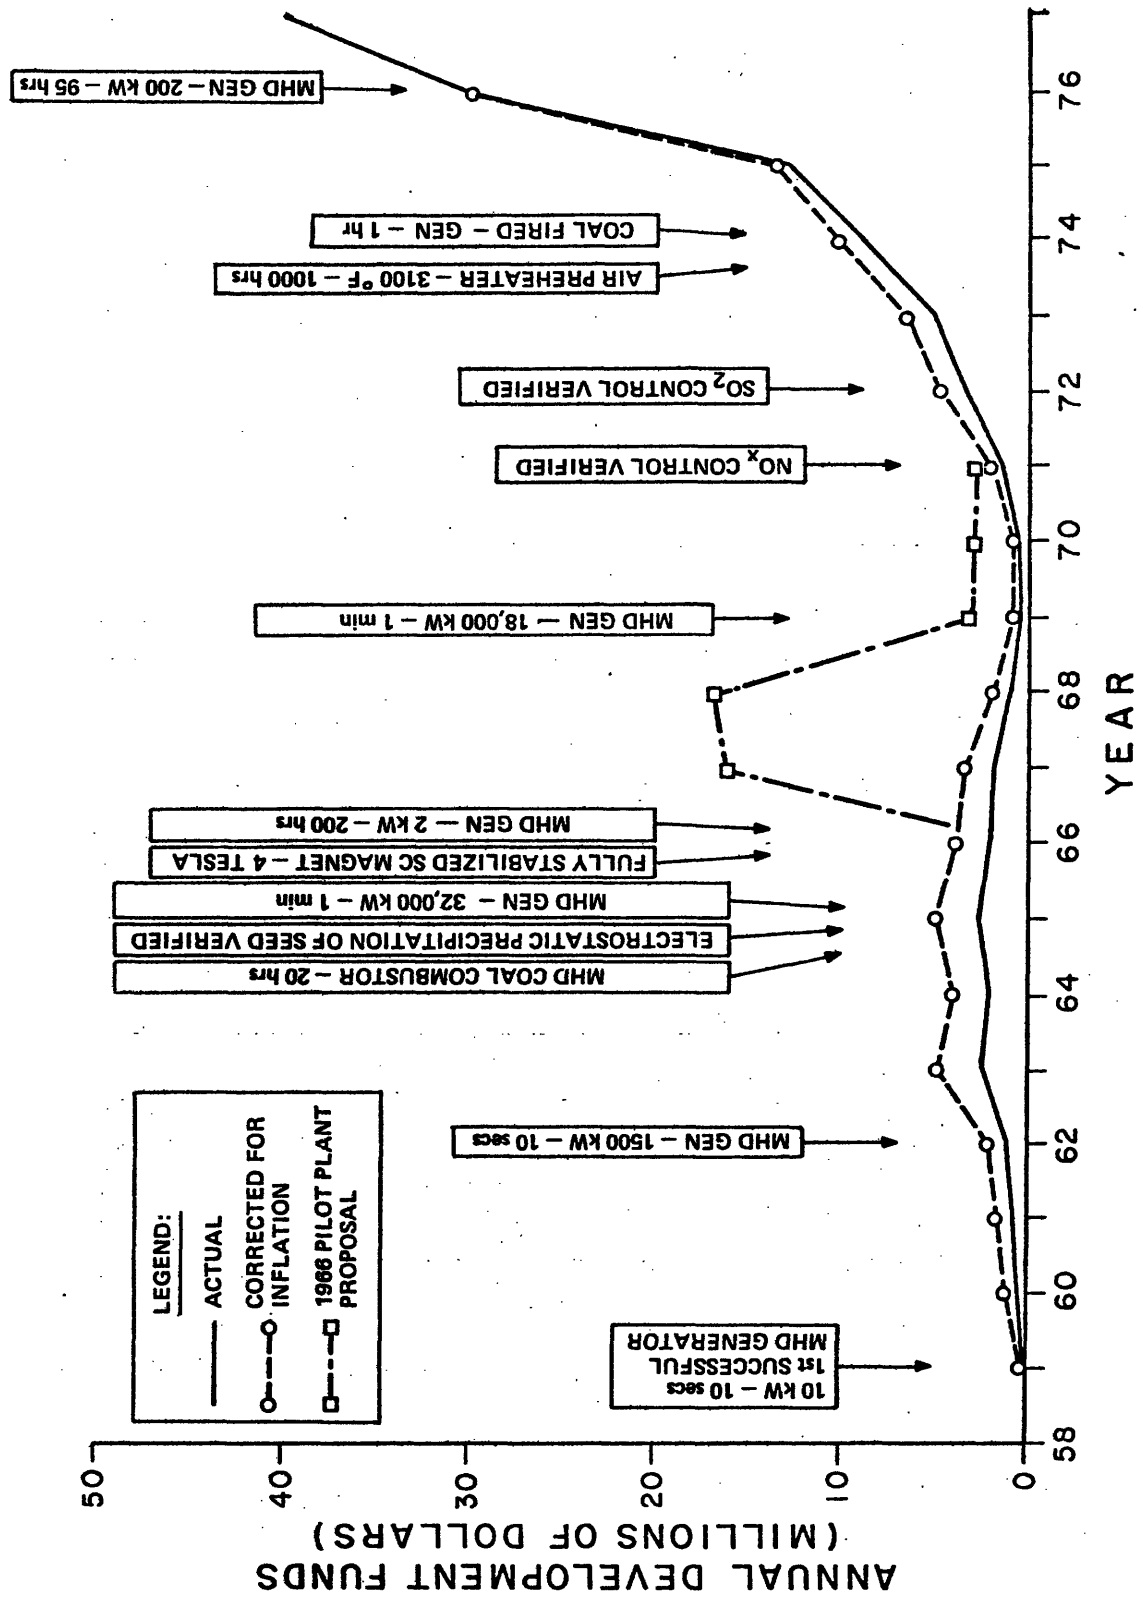 ANNUAL DEVELOPMENT FUNDS
(MILLIONS OF DOLLARS)
50
40
30
20
10
0
LEGEND:
ACTUAL
CORRECTED FOR
INFLATION
1966 PILOT PLANT
PROPOSAL
10 kW – 10 secs
1st SUCCESSFUL
MHD GENERATOR
MHD GEN – 1500 kW – 10 secs
MHD COAL COMBUSTOR – 20 hrs
ELECTROSTATIC PRECIPITATION OF SEED VERIFIED
MHD GEN – 32,000 kW – 1 min
FULLY STABILIZED SC MAGNET – 4 TESLA
MHD GEN — 2 kW – 200 hrs
MHD GEN — 18,000 kW – 1 min
NOx CONTROL VERIFIED
SO2 CONTROL VERIFIED
AIR PREHEATER – 3100 °F – 1000 hrs
COAL FIRED – GEN – 1 hr
MHD GEN – 200 kW – 95 hrs
58
60
62
64
66
68
70
72
74
76
YEAR